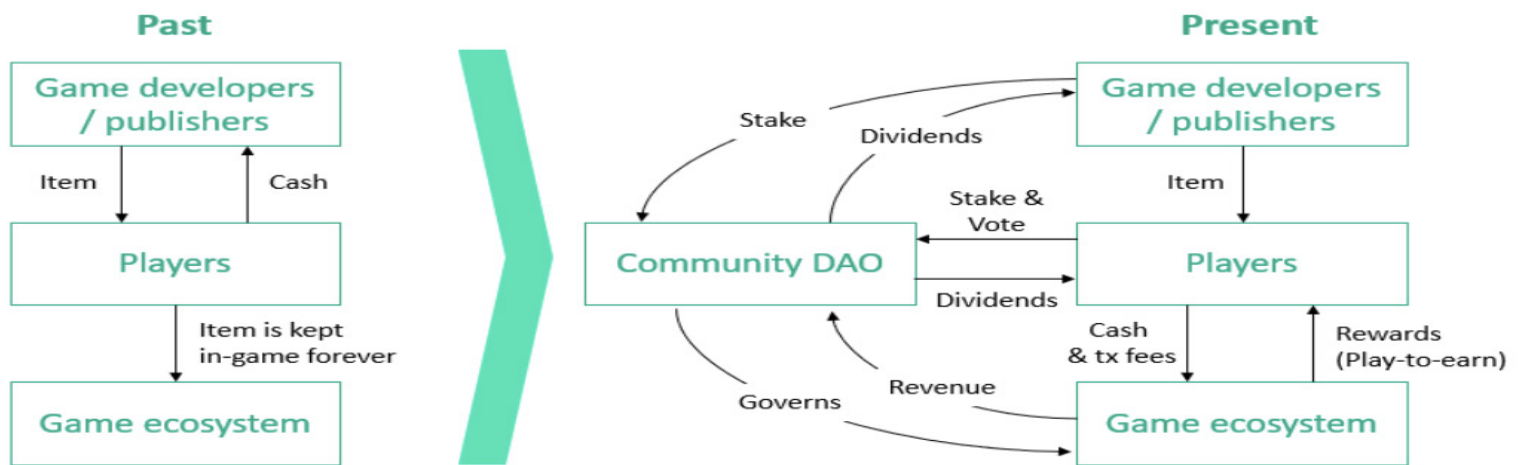 Past
Game developers
/ publishers
Item
Cash
Players
Item is kept
in-game forever
Game ecosystem
Present
Game developers
/ publishers
Stake
Dividends
Item
Stake &
Vote
Community DAO
Players
Dividends
Cash
& tx fees
Rewards
(Play-to-earn)
Revenue
Governs
Game ecosystem